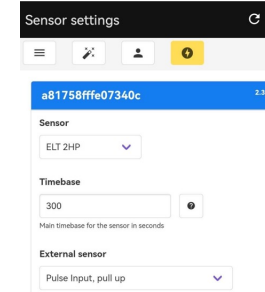 Sensor settings
a81758fffe07340c
2.3
Sensor
ELT 2HP
Timebase
300
Main timebase for the sensor in seconds
External sensor
Pulse Input, pull up